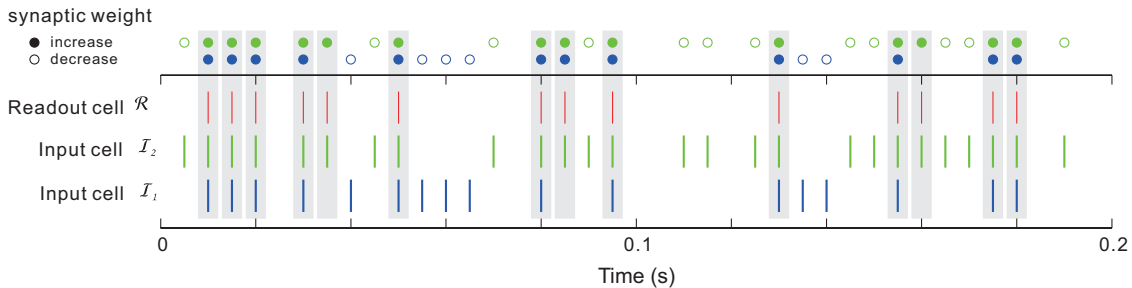 synaptic weight
● increase
○ decrease
Readout cell ℛ
Input cell ℐ₂
Input cell ℐ₁
0 0.1 0.2
Time (s)